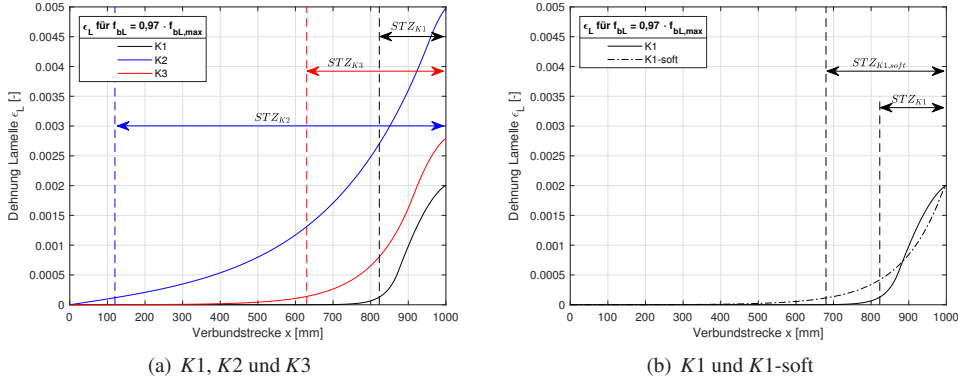 ϵL für fbL = 0,97 · fbL,max
K1
K2
K3
STZK1
STZK3
STZK2
Dehnung Lamelle ϵL [-]
0.005
0.0045
0.004
0.0035
0.003
0.0025
0.002
0.0015
0.001
0.0005
0
0 100 200 300 400 500 600 700 800 900 1000
Verbundstrecke x [mm]
(a) K1, K2 und K3
ϵL für fbL = 0,97 · fbL,max
K1
K1-soft
STZK1,soft
STZK1
Dehnung Lamelle ϵL [-]
0.005
0.0045
0.004
0.0035
0.003
0.0025
0.002
0.0015
0.001
0.0005
0
0 100 200 300 400 500 600 700 800 900 1000
Verbundstrecke x [mm]
(b) K1 und K1-soft